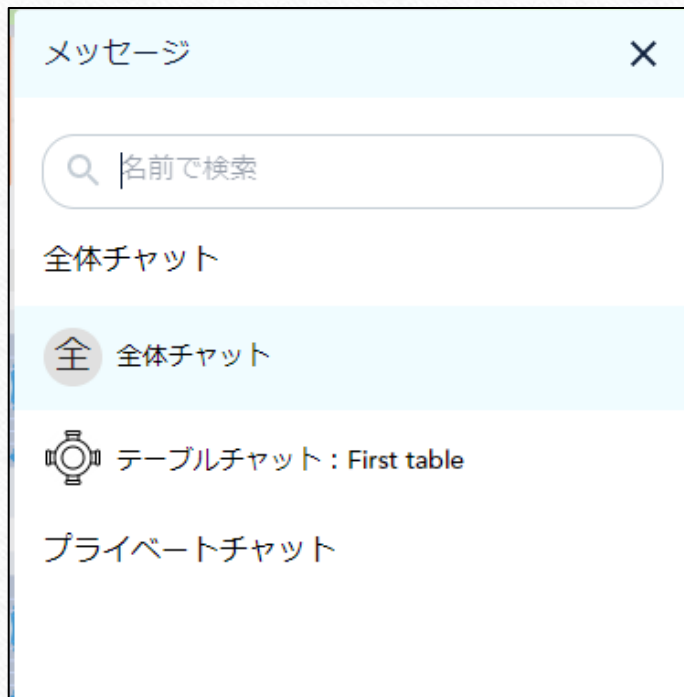 メッセージ
名前で検索
全体チャット
全 全体チャット
テーブルチャット：First table
プライベートチャット